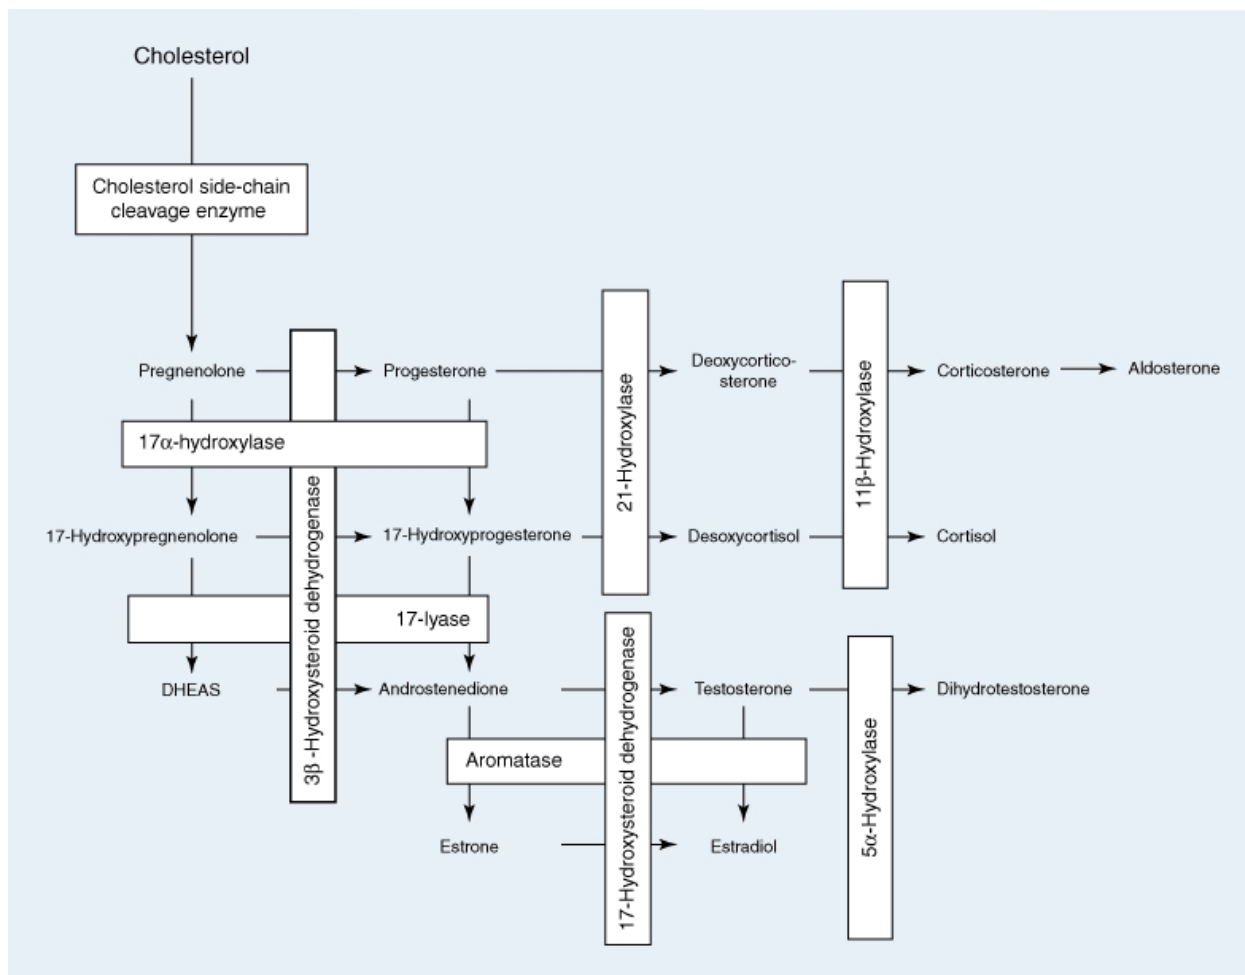 Cholesterol
Cholesterol side-chain
cleavage enzyme
Pregnenolone
Progesterone
Deoxycortico-
sterone
Corticosterone
Aldosterone
17α-hydroxylase
21-Hydroxylase
11β-Hydroxylase
3β -Hydroxysteroid dehydrogenase
17-Hydroxypregnenolone
17-Hydroxyprogesterone
Desoxycortisol
Cortisol
17-lyase
DHEAS
Androstenedione
17-Hydroxysteroid dehydrogenase
Testosterone
Dihydrotestosterone
Aromatase
5α-Hydroxylase
Estrone
Estradiol